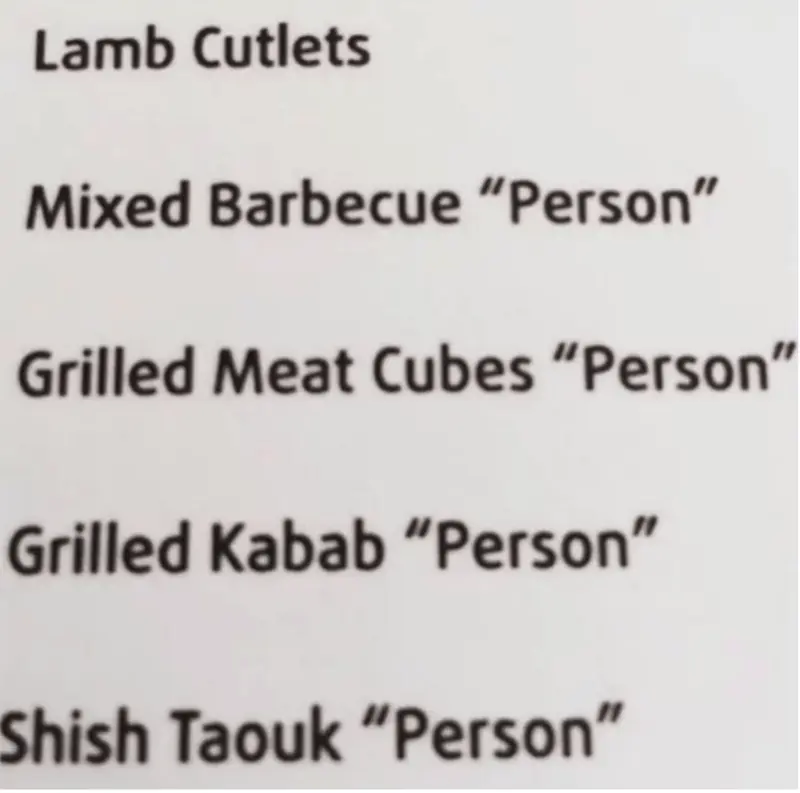 Lamb Cutlets
Mixed Barbecue “Person”
Grilled Meat Cubes “Person”
Grilled Kabab “Person”
Shish Taouk “Person”